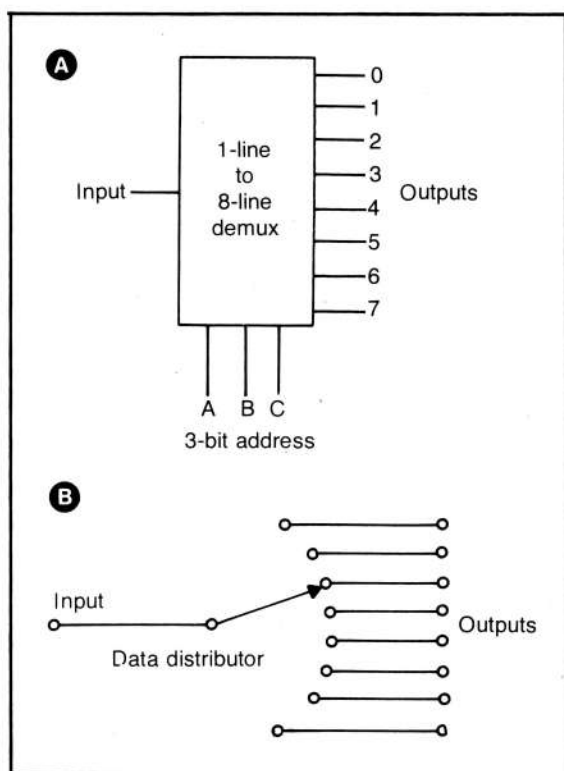 A
0
1
2
1-line
to
8-line
demux
3
Input
Outputs
4
5
6
7
A B C
3-bit address
B
Input
Data distributor
Outputs